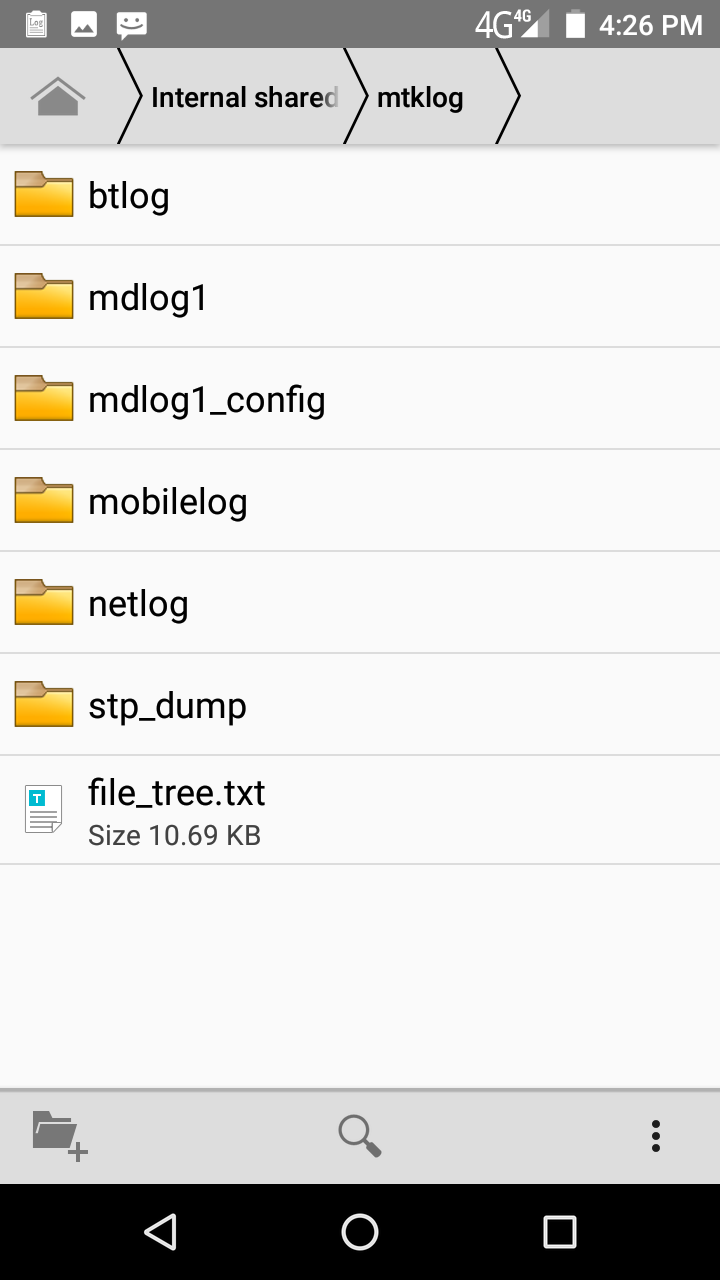 Log
4G 4G 4:26 PM
Internal shared
mtklog
btlog
mdlog1
mdlog1_config
mobilelog
netlog
stp_dump
T
file_tree.txt
Size 10.69 KB